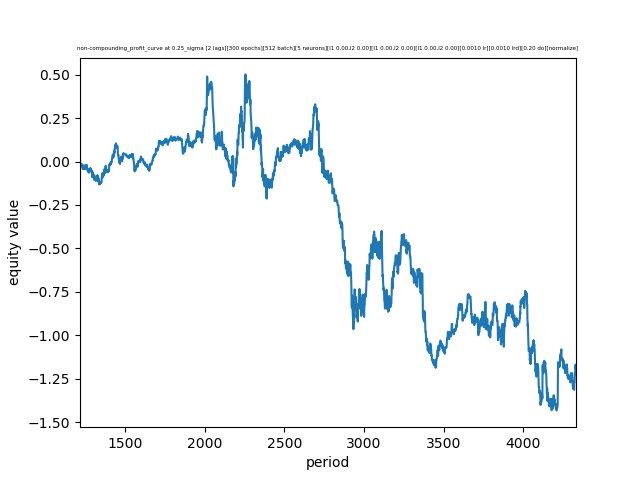 non-compounding_profit_curve at 0.25_sigma [2 lags][300 epochs][512 batch][5 neurons][l1 0.00,l2 0.00][l1 0.00,l2 0.00][l1 0.00,l2 0.00][0.0010 lr][0.0010 lrd][0.20 do][normalize]
0.50
0.25
0.00
−0.25
−0.50
−0.75
−1.00
−1.25
−1.50
equity value
1500 2000 2500 3000 3500 4000
period